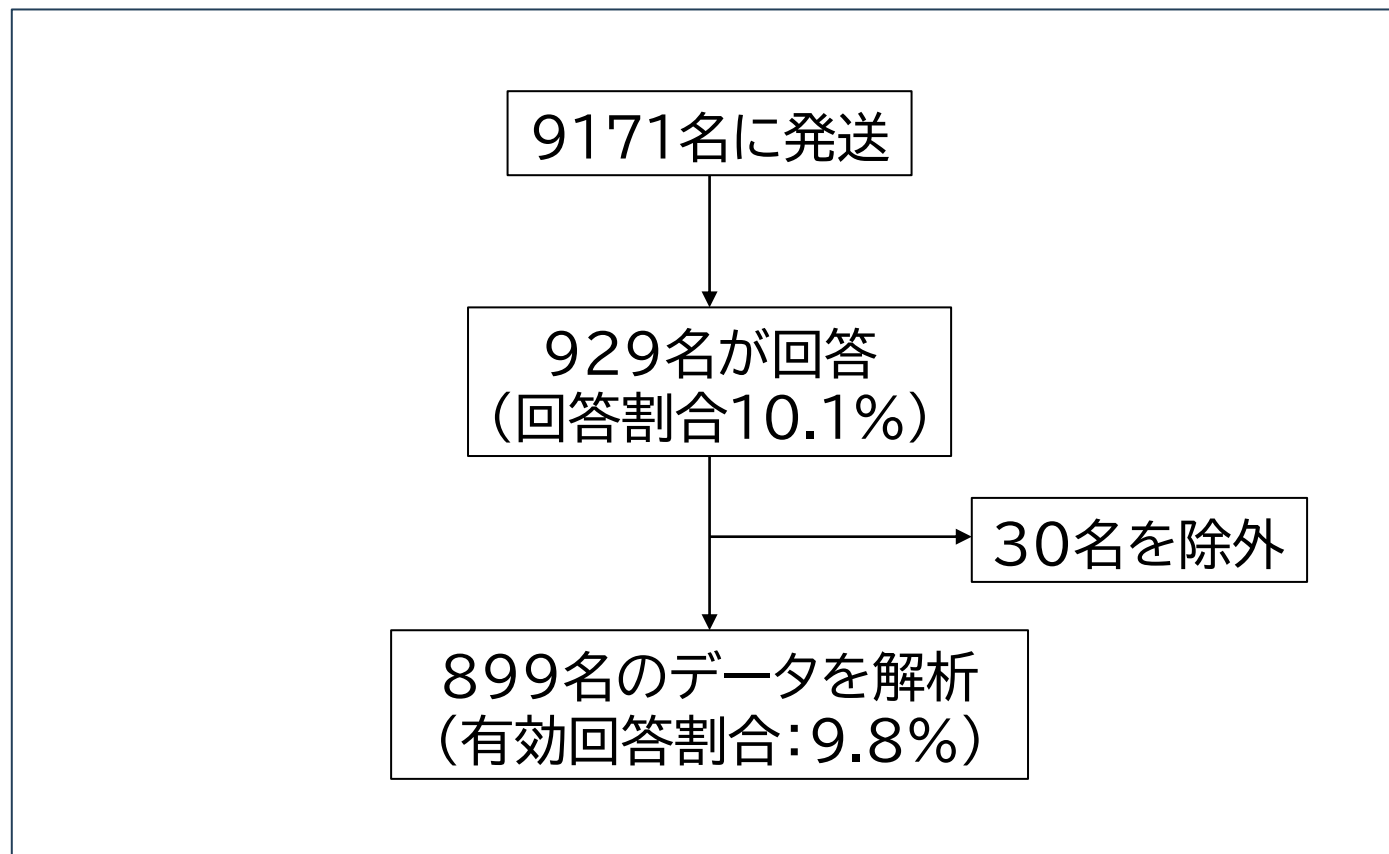 9171名に発送
929名が回答
（回答割合10.1%）
30名を除外
899名のデータを解析
（有効回答割合：9.8%）